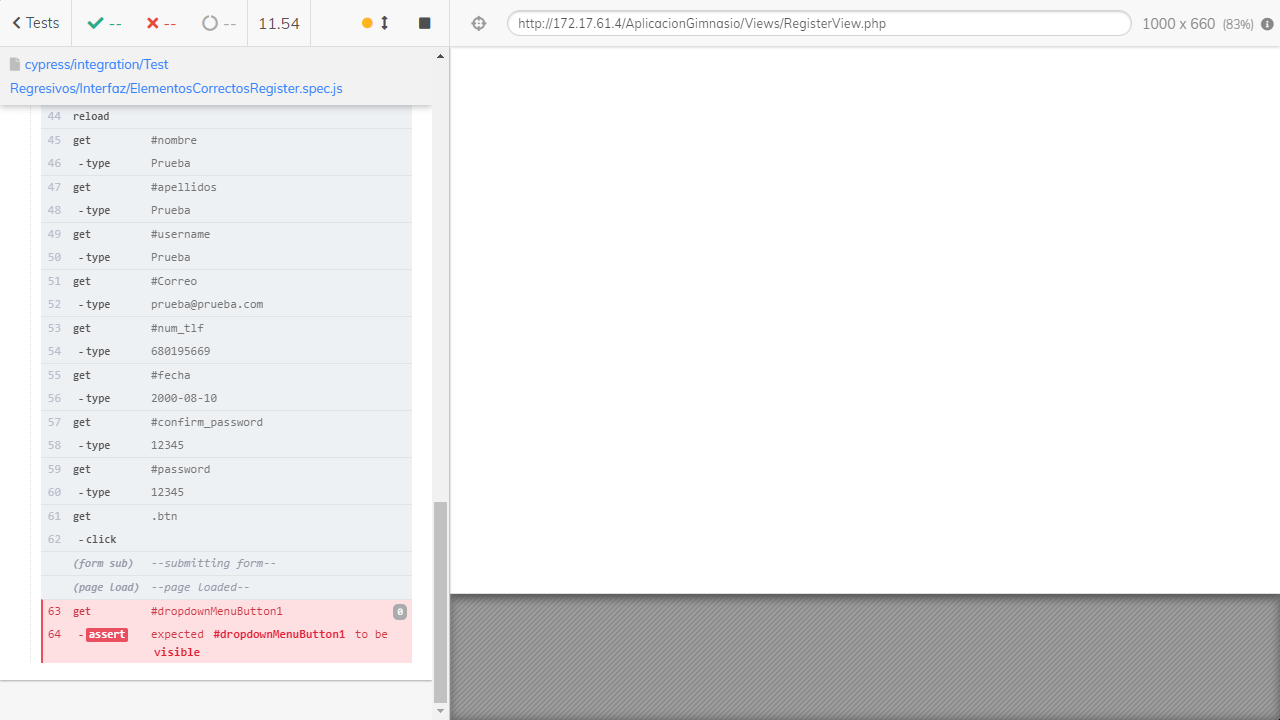 Tests -- -- -- 11.54
http://172.17.61.4/AplicacionGimnasio/Views/RegisterView.php 1000 x 660 (83%)
cypress/integration/Test
Regresivos/Interfaz/ElementosCorrectosRegister.spec.js
44 reload
45 get #nombre
46 -type Prueba
47 get #apellidos
48 -type Prueba
49 get #username
50 -type Prueba
51 get #Correo
52 -type prueba@prueba.com
53 get #num_tlf
54 -type 680195669
55 get #fecha
56 -type 2000-08-10
57 get #confirm_password
58 -type 12345
59 get #password
60 -type 12345
61 get .btn
62 -click
(form sub) --submitting form--
(page load) --page loaded--
63 get #dropdownMenuButton1 0
64 -assert expected #dropdownMenuButton1 to be
visible